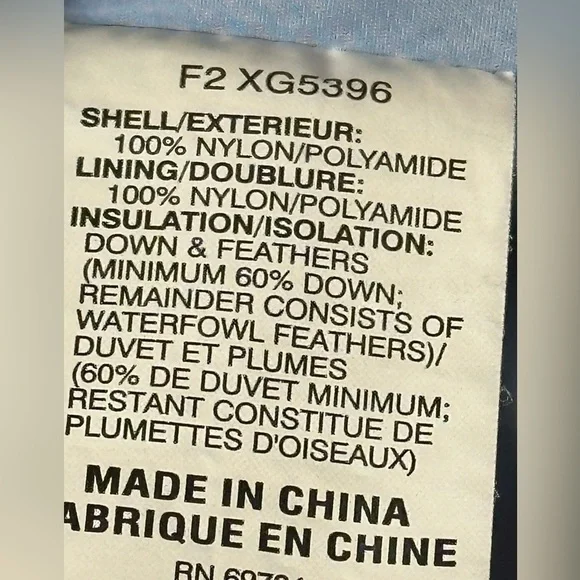 F2 XG5396
SHELL/EXTERIEUR:
100% NYLON/POLYAMIDE
LINING/DOUBLURE:
100% NYLON/POLYAMIDE
INSULATION/ISOLATION:
DOWN & FEATHERS
(MINIMUM 60% DOWN;
REMAINDER CONSISTS OF
WATERFOWL FEATHERS)/
DUVET ET PLUMES
(60% DE DUVET MINIMUM;
RESTANT CONSTITUE DE
PLUMETTES D'OISEAUX)
MADE IN CHINA
ABRIQUE EN CHINE
RN